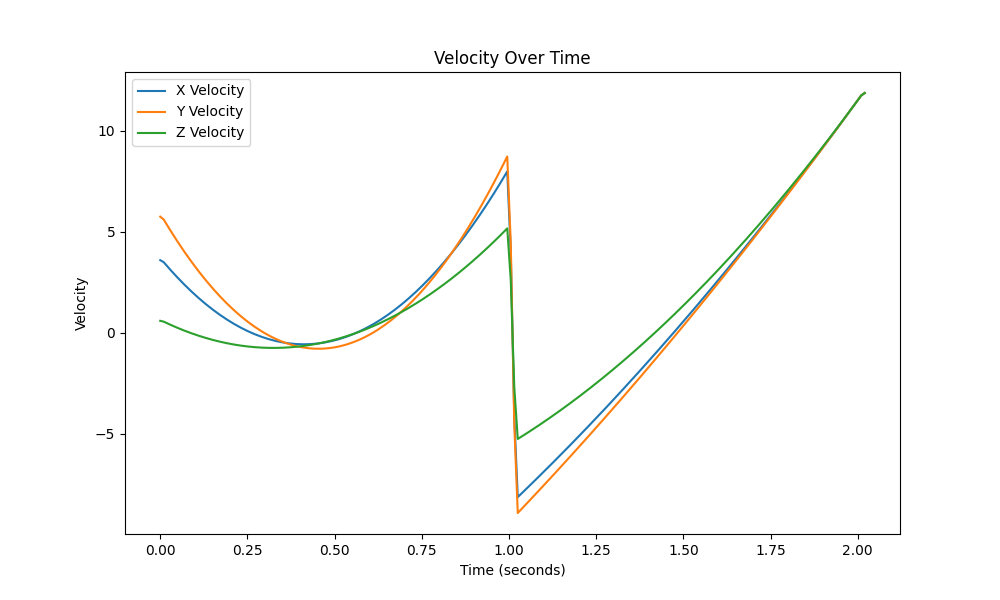 Velocity Over Time
X Velocity
Y Velocity
Z Velocity
Velocity
10
5
0
−5
0.00 0.25 0.50 0.75 1.00 1.25 1.50 1.75 2.00
Time (seconds)